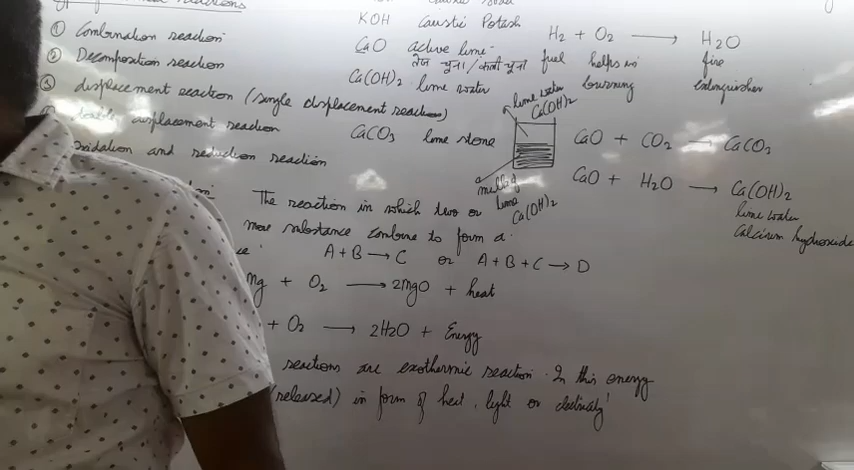 reactions
① Combination reaction
② Decomposition reaction
③ displacement reaction (single displacement reaction)
displacement reaction
oxidation and reduction reaction
KOH Caustic Potash
CaO active lime
Ca(OH)2 lime water
CaCO3 lime stone
lime water
Ca(OH)2
lime
Ca(OH)2
H2 + O2 → H2O
fuel helps in fire
burning extinguisher
CaO + CO2 → CaCO3
CaO + H2O → Ca(OH)2
lime water
Calcium hydroxide
The reaction in which two or
more substance combine to form a
A + B → C or A + B + C → D
Mg + O2 → 2MgO + heat
+ O2 → 2H2O + Energy
reactions are exothermic reaction. In this energy
(released) in form of heat, light or electricity'